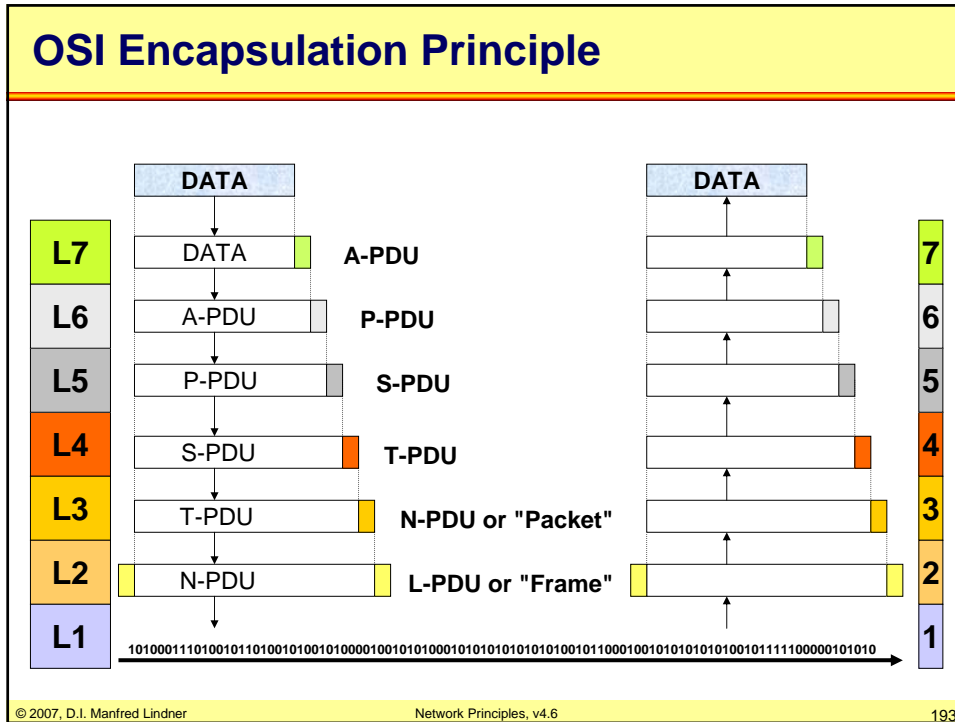 OSI Encapsulation Principle
DATA DATA
L7 DATA A-PDU 7
L6 A-PDU P-PDU 6
L5 P-PDU S-PDU 5
L4 S-PDU T-PDU 4
L3 T-PDU N-PDU or "Packet" 3
L2 N-PDU L-PDU or "Frame" 2
L1 1
© 2007, D.I. Manfred Lindner Network Principles, v4.6 193